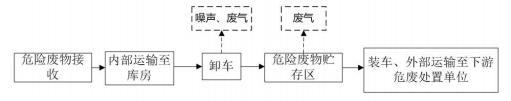 噪声、废气
废气
危险废物接
收
内部运输至
库房
卸车
危险废物贮
存区
装车、外部运输至下游
危废处置单位